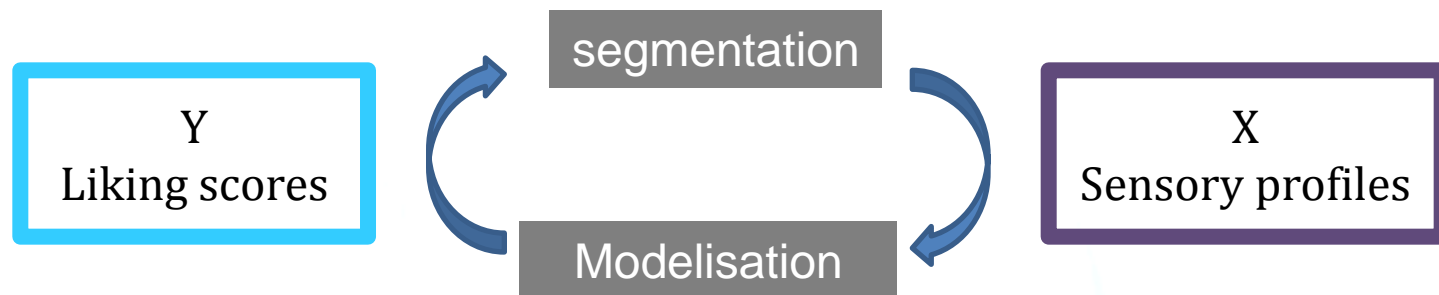 segmentation
Y
Liking scores
X
Sensory profiles
Modelisation